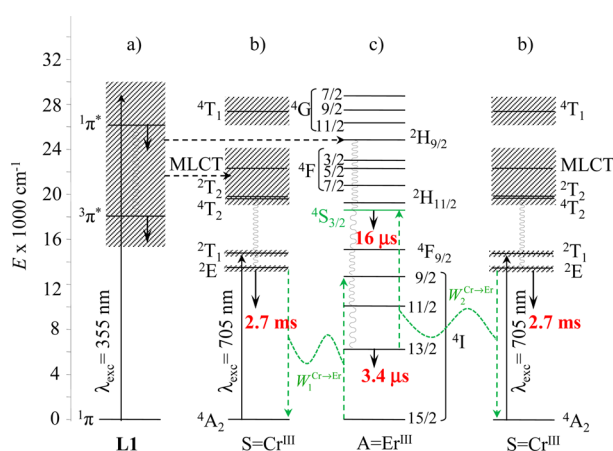 a) b) c) b)
E x 1000 cm⁻¹
32
28
24
20
16
12
8
4
0
¹π*
³π*
¹π
λexc= 355 nm
L1
MLCT
⁴T₁
²T₂
⁴T₂
²T₁
²E
2.7 ms
λexc= 705 nm
⁴A₂
S=Crᴵᴵᴵ
W₁ Cr→Er
⁴G
7/2
9/2
11/2
²H9/2
⁴F
3/2
5/2
7/2
²H11/2
⁴S3/2
16 μs
⁴F9/2
9/2
11/2
13/2
⁴I
3.4 μs
15/2
A=Erᴵᴵᴵ
W₂ Cr→Er
⁴T₁
MLCT
²T₂
⁴T₂
²T₁
²E
2.7 ms
λexc= 705 nm
⁴A₂
S=Crᴵᴵᴵ